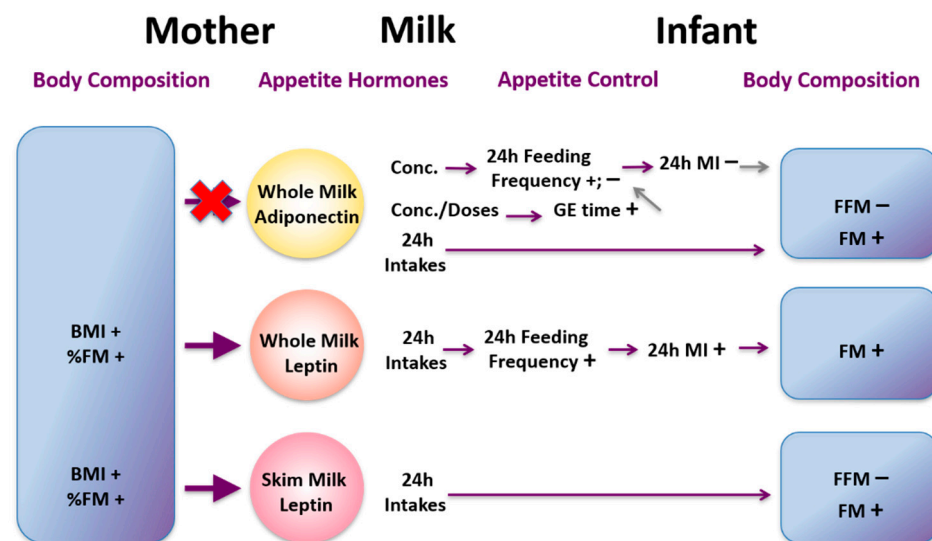 Mother Milk Infant
Body Composition Appetite Hormones Appetite Control Body Composition
Whole Milk
Adiponectin
Conc.
24h Feeding
Frequency +; −
24h MI −
Conc./Doses
GE time +
24h
Intakes
FFM −
FM +
BMI +
%FM +
Whole Milk
Leptin
24h
Intakes
24h Feeding
Frequency +
24h MI +
FM +
BMI +
%FM +
Skim Milk
Leptin
24h
Intakes
FFM −
FM +